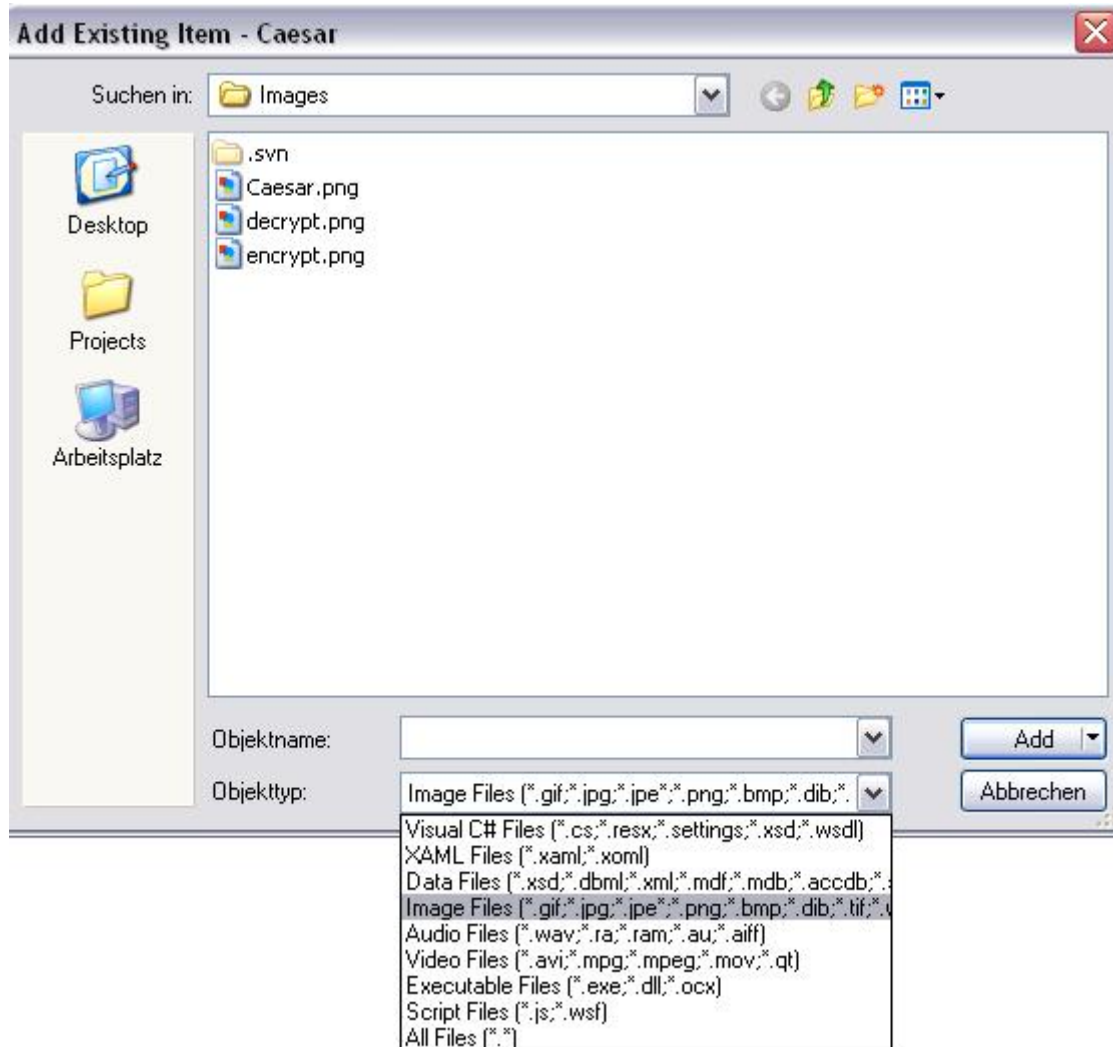 Add Existing Item - Caesar
Suchen in: Images
.svn
Caesar.png
decrypt.png
encrypt.png
Desktop
Projects
Arbeitsplatz
Objektname:
Add
Objekttyp: Image Files (*.gif;*.jpg;*.jpe*;*.png;*.bmp;*.dib;*.
Abbrechen
Visual C# Files (*.cs;*.resx;*.settings;*.xsd;*.wsdl)
XAML Files (*.xaml;*.xoml)
Data Files (*.xsd;*.dbml;*.xml;*.mdf;*.mdb;*.accdb;*.
Image Files (*.gif;*.jpg;*.jpe*;*.png;*.bmp;*.dib;*.tif;*.
Audio Files (*.wav;*.ra;*.ram;*.au;*.aiff)
Video Files (*.avi;*.mpg;*.mpeg;*.mov;*.qt)
Executable Files (*.exe;*.dll;*.ocx)
Script Files (*.js;*.wsf)
All Files (*.*)